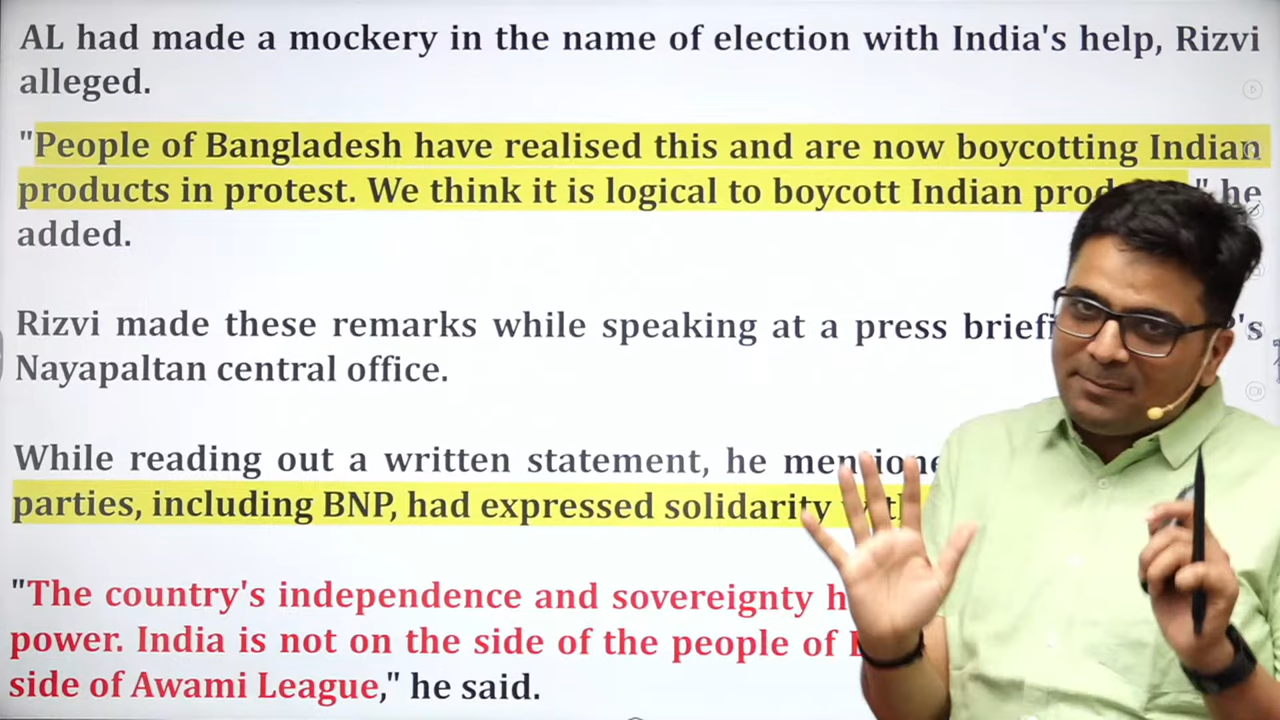 AL had made a mockery in the name of election with India's help, Rizvi
alleged.
"People of Bangladesh have realised this and are now boycotting Indian
products in protest. We think it is logical to boycott Indian " he
added.
Rizvi made these remarks while speaking at a press
Nayapaltan central office.
While reading out a written statement, he
parties, including BNP, had expressed solidarity
"The country's independence and sovereignty
power. India is not on the side of the people of
side of Awami League," he said.